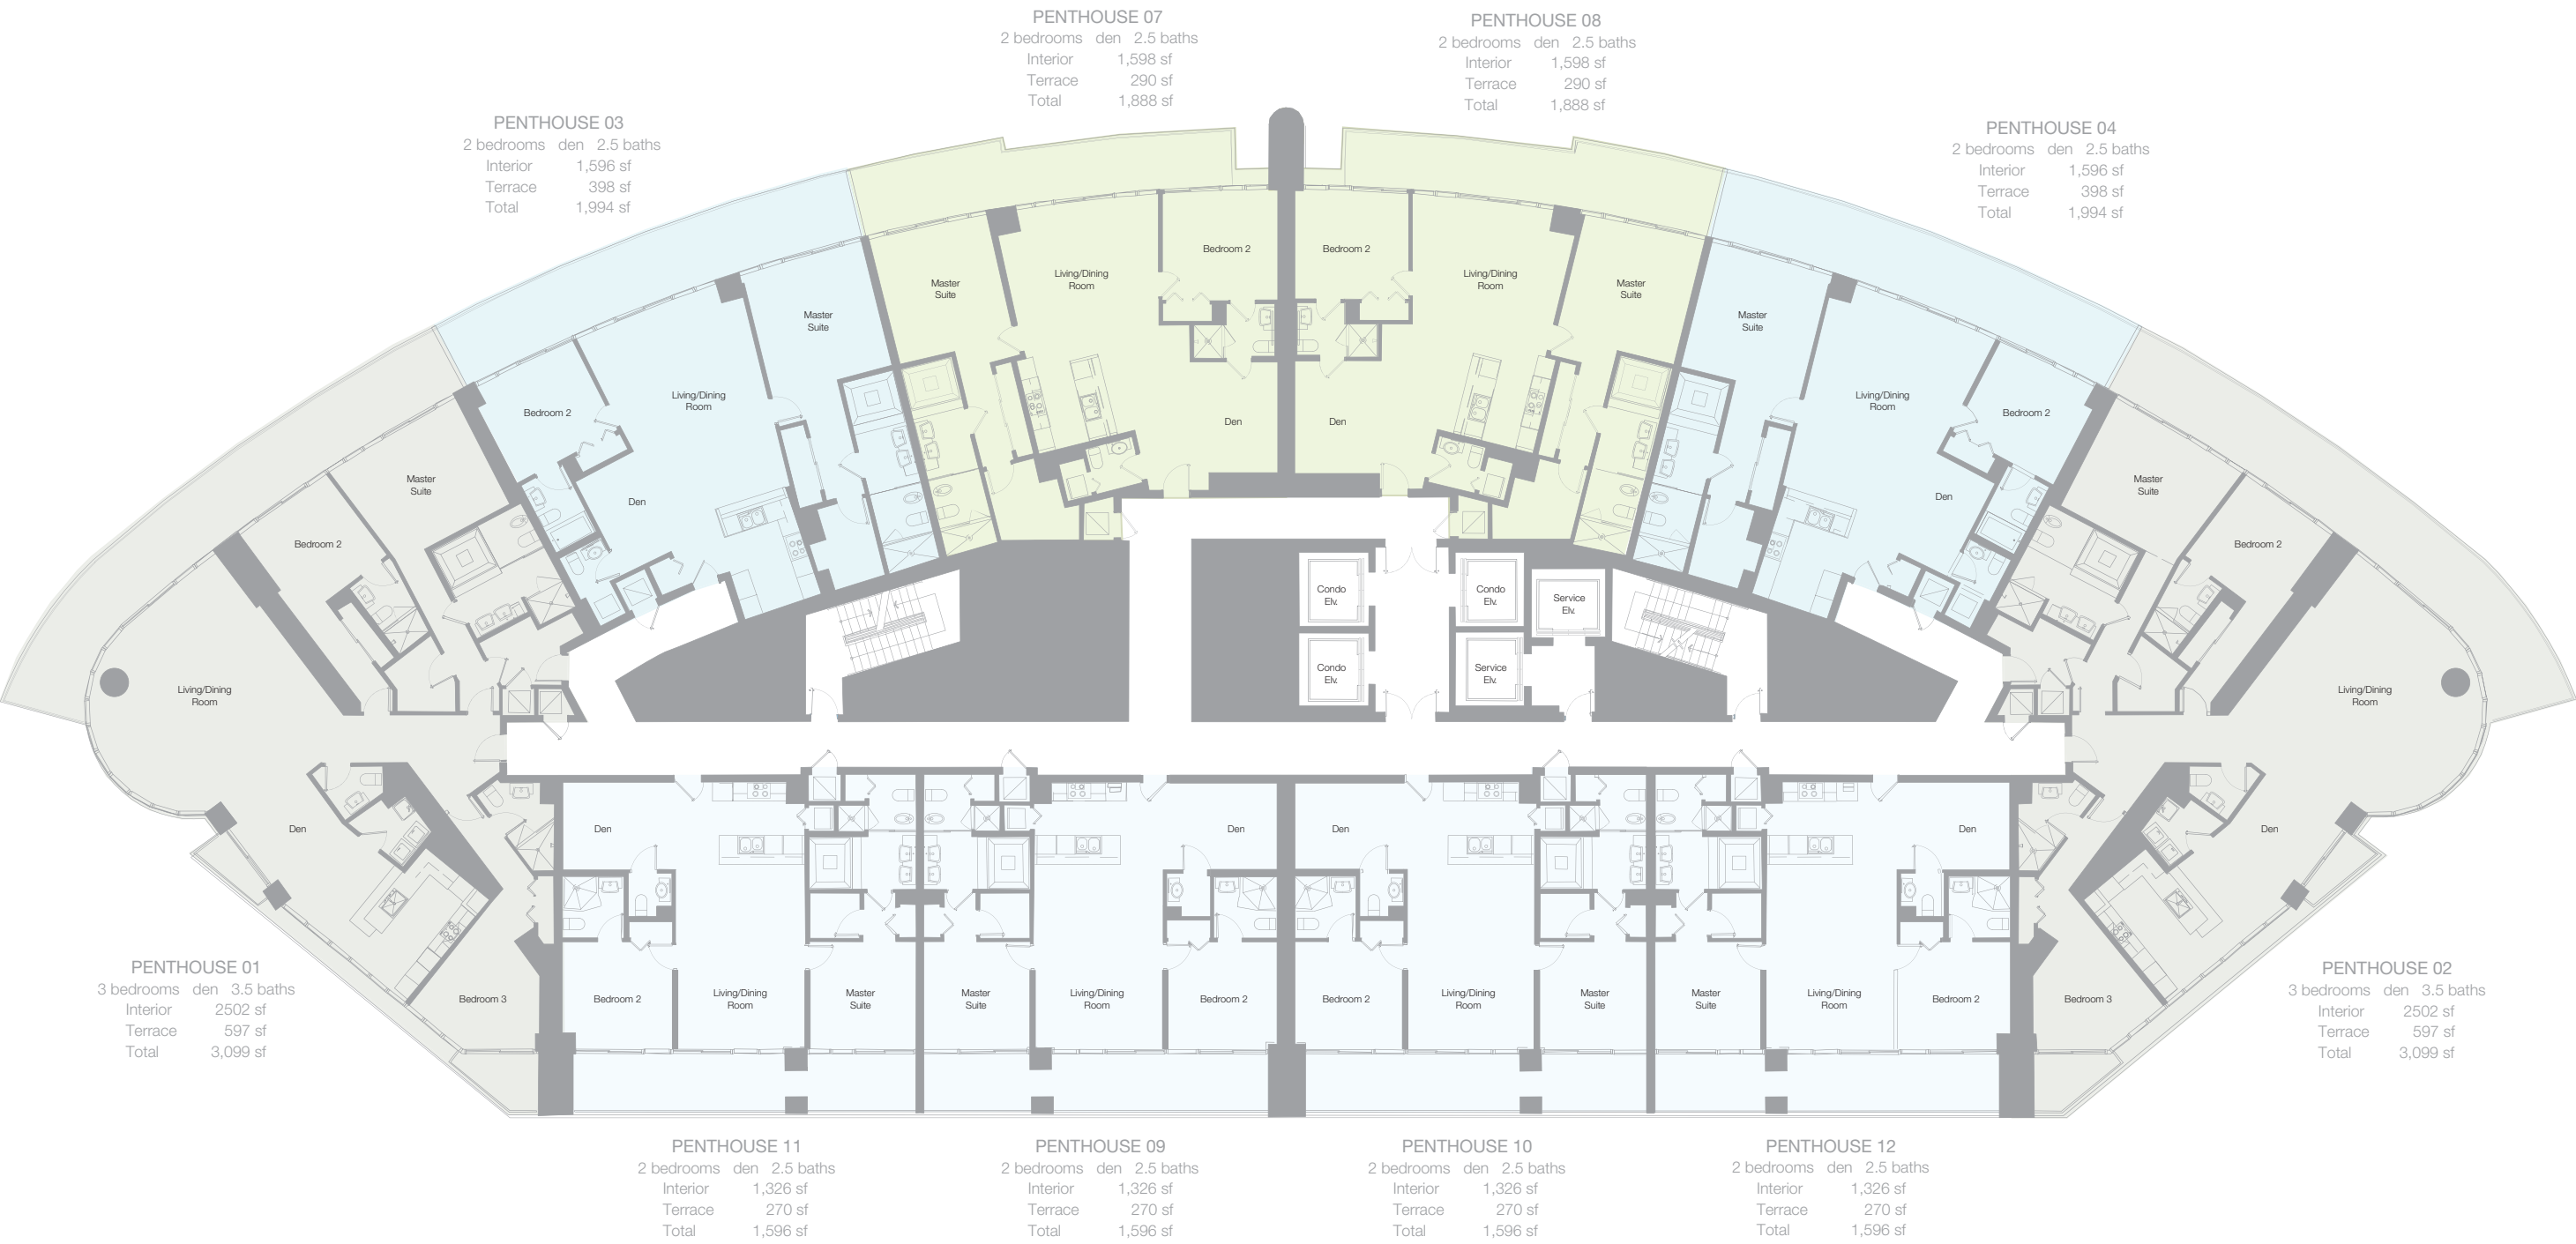 PENTHOUSE 07
2 bedrooms den 2.5 baths
Interior 1,598 sf
Terrace 290 sf
Total 1,888 sf
PENTHOUSE 08
2 bedrooms den 2.5 baths
Interior 1,598 sf
Terrace 290 sf
Total 1,888 sf
PENTHOUSE 03
2 bedrooms den 2.5 baths
Interior 1,596 sf
Terrace 398 sf
Total 1,994 sf
PENTHOUSE 04
2 bedrooms den 2.5 baths
Interior 1,596 sf
Terrace 398 sf
Total 1,994 sf
Bedroom 2
Bedroom 2
Master
Suite
Living/Dining
Room
Living/Dining
Room
Master
Suite
Master
Suite
Master
Suite
Bedroom 2
Living/Dining
Room
Den
Den
Living/Dining
Room
Bedroom 2
Master
Suite
Den
Den
Master
Suite
Bedroom 2
Bedroom 2
Condo
Elv.
Condo
Elv.
Service
Elv.
Condo
Elv.
Service
Elv.
Living/Dining
Room
Living/Dining
Room
Den
Den
Den
Den
Den
Den
Bedroom 3
Bedroom 2
Living/Dining
Room
Master
Suite
Master
Suite
Living/Dining
Room
Bedroom 2
Bedroom 2
Living/Dining
Room
Master
Suite
Master
Suite
Living/Dining
Room
Bedroom 2
Bedroom 3
PENTHOUSE 01
3 bedrooms den 3.5 baths
Interior 2502 sf
Terrace 597 sf
Total 3,099 sf
PENTHOUSE 02
3 bedrooms den 3.5 baths
Interior 2502 sf
Terrace 597 sf
Total 3,099 sf
PENTHOUSE 11
2 bedrooms den 2.5 baths
Interior 1,326 sf
Terrace 270 sf
Total 1,596 sf
PENTHOUSE 09
2 bedrooms den 2.5 baths
Interior 1,326 sf
Terrace 270 sf
Total 1,596 sf
PENTHOUSE 10
2 bedrooms den 2.5 baths
Interior 1,326 sf
Terrace 270 sf
Total 1,596 sf
PENTHOUSE 12
2 bedrooms den 2.5 baths
Interior 1,326 sf
Terrace 270 sf
Total 1,596 sf